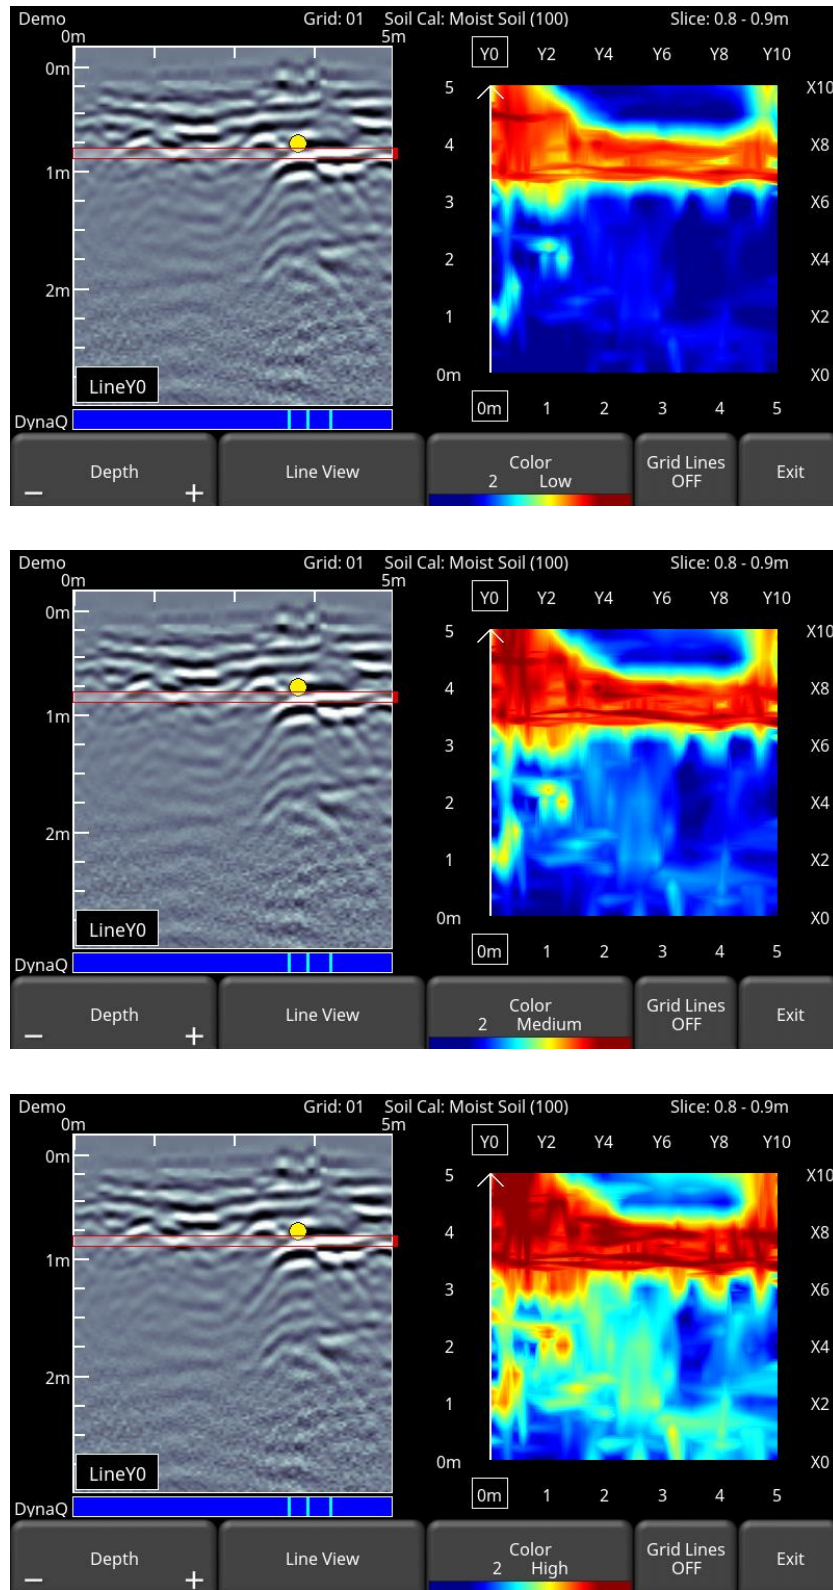 Demo Grid: 01 Soil Cal: Moist Soil (100) Slice: 0.8 - 0.9m
0m 5m
Y0 Y2 Y4 Y6 Y8 Y10
0m
5 X10
4 X8
1m
3 X6
2 X4
2m
1 X2
0m X0
LineY0
0m 1 2 3 4 5
DynaQ
Depth Line View Color Grid Lines Exit
− + 2 Low OFF
Demo Grid: 01 Soil Cal: Moist Soil (100) Slice: 0.8 - 0.9m
0m 5m
Y0 Y2 Y4 Y6 Y8 Y10
0m
5 X10
4 X8
1m
3 X6
2 X4
2m
1 X2
0m X0
LineY0
0m 1 2 3 4 5
DynaQ
Depth Line View Color Grid Lines Exit
− + 2 Medium OFF
Demo Grid: 01 Soil Cal: Moist Soil (100) Slice: 0.8 - 0.9m
0m 5m
Y0 Y2 Y4 Y6 Y8 Y10
0m
5 X10
4 X8
1m
3 X6
2 X4
2m
1 X2
0m X0
LineY0
0m 1 2 3 4 5
DynaQ
Depth Line View Color Grid Lines Exit
− + 2 High OFF